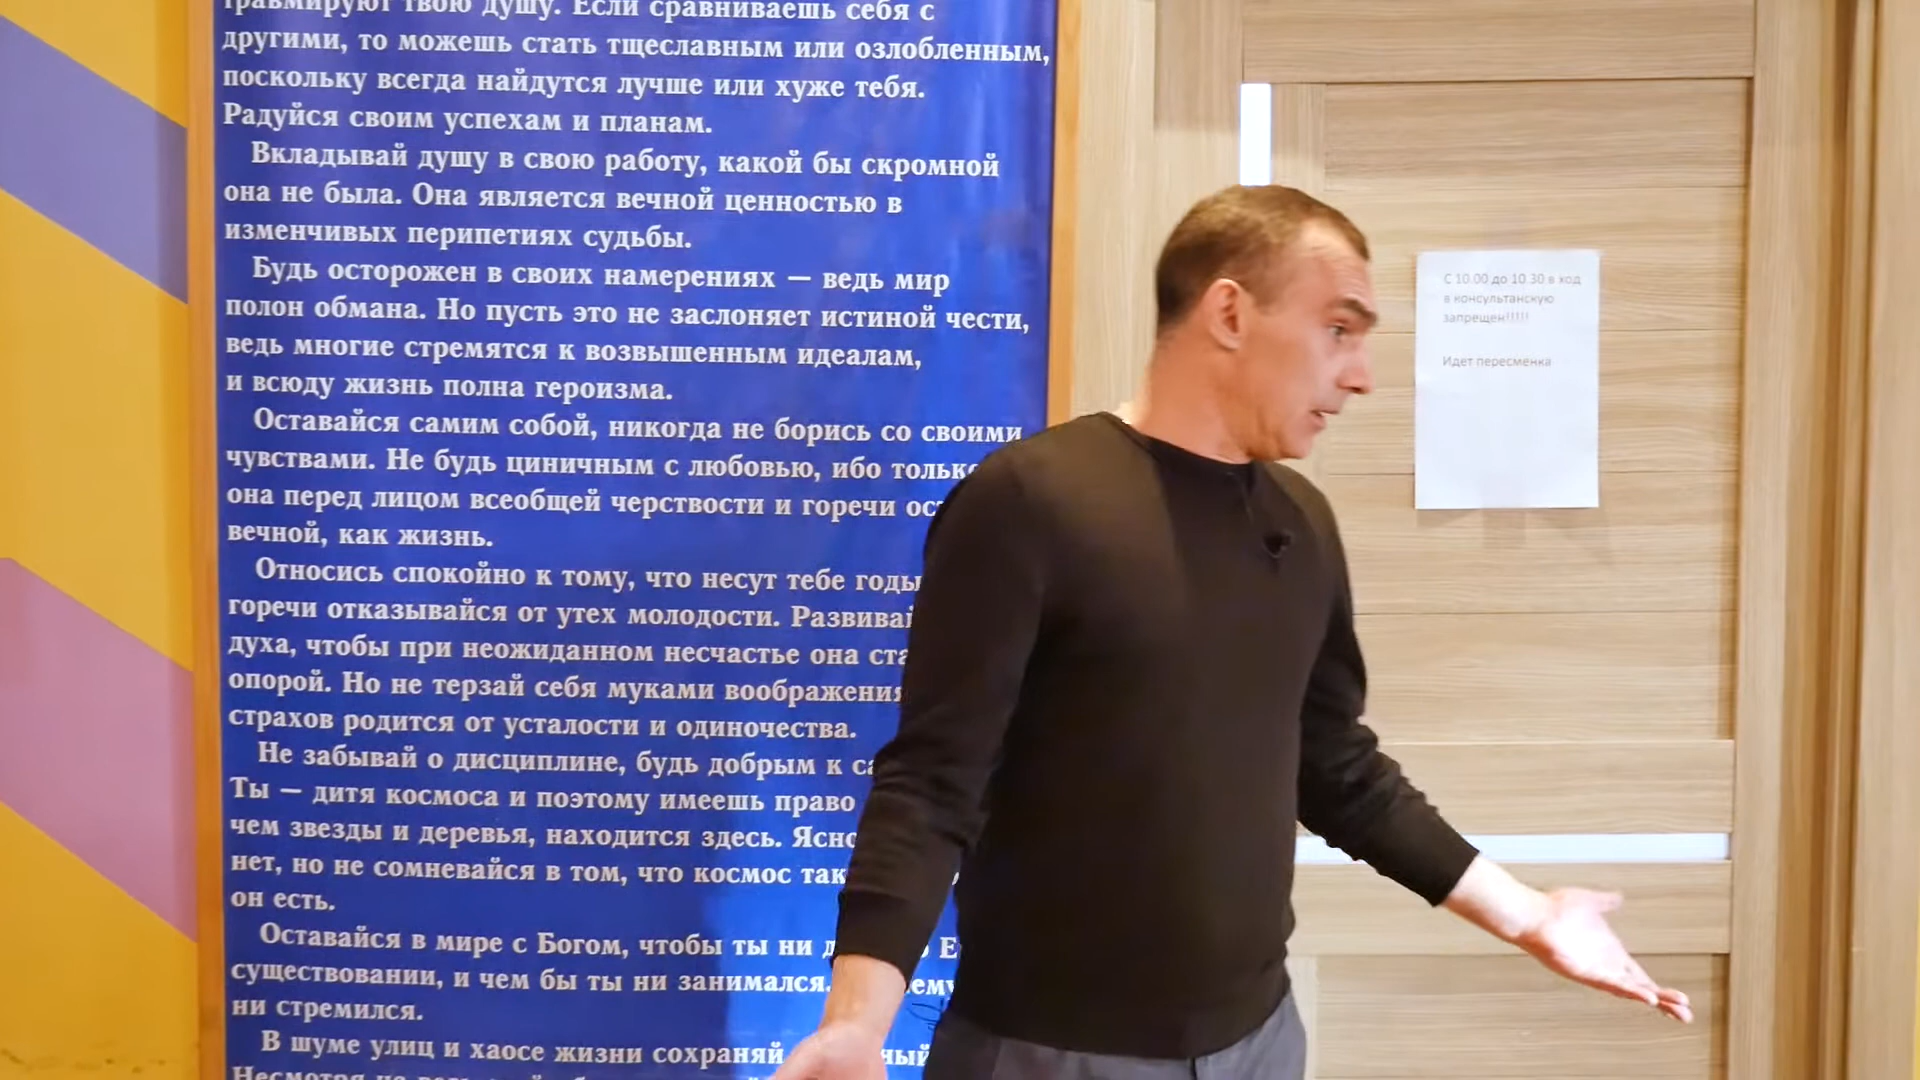 травмируют твою душу. Если сравниваешь себя с
другими, то можешь стать тщеславным или озлобленным,
поскольку всегда найдутся лучше или хуже тебя.
Радуйся своим успехам и планам.
Вкладывай душу в свою работу, какой бы скромной
она не была. Она является вечной ценностью в
изменчивых перипетиях судьбы.
Будь осторожен в своих намерениях — ведь мир
полон обмана. Но пусть это не заслоняет истиной чести,
ведь многие стремятся к возвышенным идеалам,
и всюду жизнь полна героизма.
Оставайся самим собой, никогда не борись со своими
чувствами. Не будь циничным с любовью, ибо только
она перед лицом всеобщей черствости и горечи
вечной, как жизнь.
Относись спокойно к тому, что несут тебе годы
горечи отказывайся от утех молодости.
духа, чтобы при неожиданном несчастье она
опорой. Но не терзай себя муками воображения
страхов родится от усталости и одиночества.
Не забывай о дисциплине, будь добрым к
Ты — дитя космоса и поэтому имеешь право
чем звезды и деревья, находится здесь.
нет, но не сомневайся в том, что космос
он есть.
Оставайся в мире с Богом, чтобы ты ни
существовании, и чем бы ты ни занимался.
ни стремился.
В шуме улиц и хаосе жизни сохраняй
С 10.00 до 10.30 в ход
в консультанскую
запрещен!!!!!
Идет пересменка